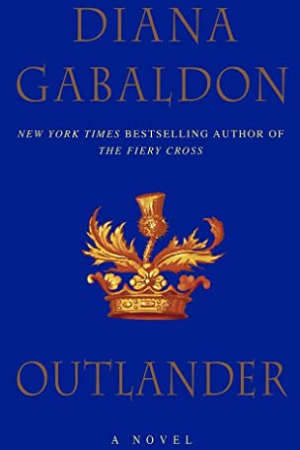 DIANA
GABALDON
NEW YORK TIMES BESTSELLING AUTHOR OF
THE FIERY CROSS
OUTLANDER
A NOVEL